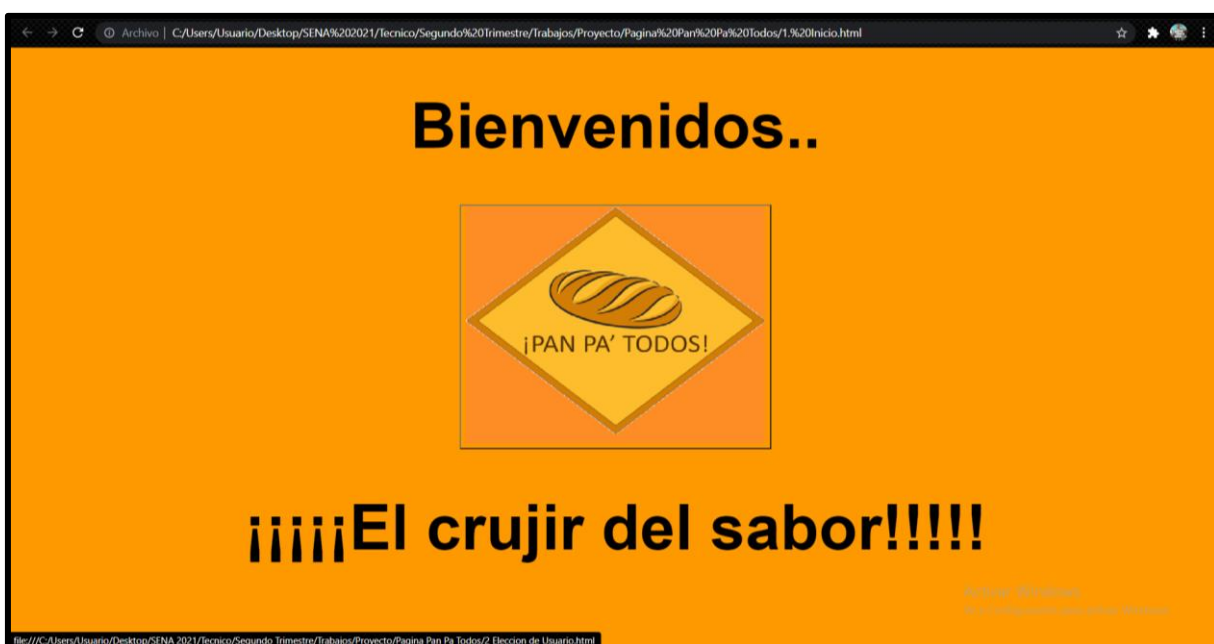 Archivo | C:/Users/Usuario/Desktop/SENA%202021/Tecnico/Segundo%20Trimestre/Trabajos/Proyecto/Pagina%20Pan%20Pa%20Todos/1.%20Inicio.html
Bienvenidos..
¡PAN PA’ TODOS!
¡¡¡¡¡El crujir del sabor!!!!!
Activar Windows
file:///C:/Users/Usuario/Desktop/SENA 2021/Tecnico/Segundo Trimestre/Trabajos/Proyecto/Pagina Pan Pa Todos/2 Eleccion de Usuario.html